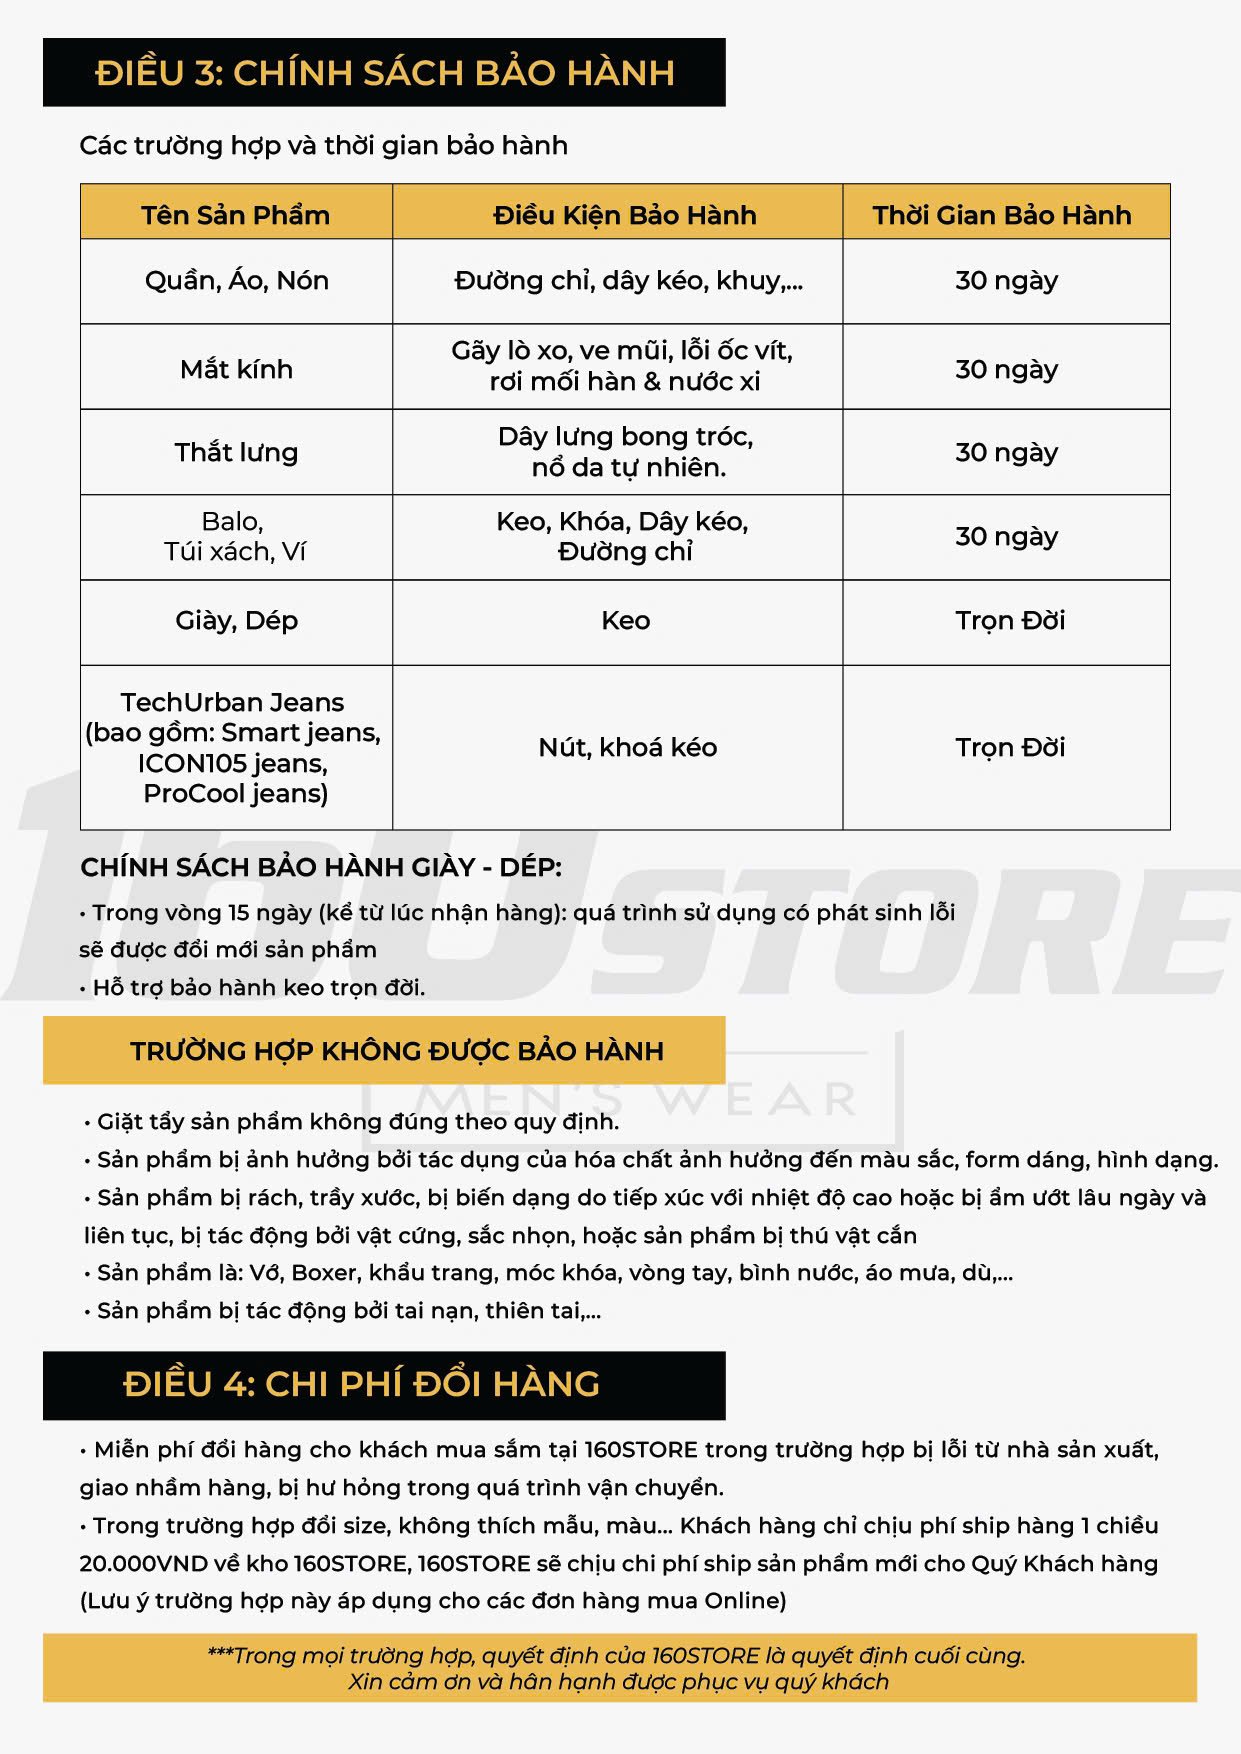 ĐIỀU 3: CHÍNH SÁCH BẢO HÀNH
Các trường hợp và thời gian bảo hành
Tên Sản Phẩm
Điều Kiện Bảo Hành
Thời Gian Bảo Hành
Quần, Áo, Nón
Đường chỉ, dây kéo, khuy,...
30 ngày
Mắt kính
Gãy lò xo, ve mũi, lỗi ốc vít,
rơi mối hàn & nước xi
30 ngày
Thắt lưng
Dây lưng bong tróc,
nổ da tự nhiên.
30 ngày
Balo,
Túi xách, Ví
Keo, Khóa, Dây kéo,
Đường chỉ
30 ngày
Giày, Dép
Keo
Trọn Đời
TechUrban Jeans
(bao gồm: Smart jeans,
ICON105 jeans,
ProCool jeans)
Nút, khoá kéo
Trọn Đời
160STORE
CHÍNH SÁCH BẢO HÀNH GIÀY - DÉP:
• Trong vòng 15 ngày (kể từ lúc nhận hàng): quá trình sử dụng có phát sinh lỗi
sẽ được đổi mới sản phẩm
• Hỗ trợ bảo hành keo trọn đời.
TRƯỜNG HỢP KHÔNG ĐƯỢC BẢO HÀNH
MEN'S WEAR
• Giặt tẩy sản phẩm không đúng theo quy định.
• Sản phẩm bị ảnh hưởng bởi tác dụng của hóa chất ảnh hưởng đến màu sắc, form dáng, hình dạng.
• Sản phẩm bị rách, trầy xước, bị biến dạng do tiếp xúc với nhiệt độ cao hoặc bị ẩm ướt lâu ngày và
liên tục, bị tác động bởi vật cứng, sắc nhọn, hoặc sản phẩm bị thú vật cắn
• Sản phẩm là: Vớ, Boxer, khẩu trang, móc khóa, vòng tay, bình nước, áo mưa, dù,...
• Sản phẩm bị tác động bởi tai nạn, thiên tai,...
ĐIỀU 4: CHI PHÍ ĐỔI HÀNG
• Miễn phí đổi hàng cho khách mua sắm tại 160STORE trong trường hợp bị lỗi từ nhà sản xuất,
giao nhầm hàng, bị hư hỏng trong quá trình vận chuyển.
• Trong trường hợp đổi size, không thích mẫu, màu... Khách hàng chỉ chịu phí ship hàng 1 chiều
20.000VND về kho 160STORE, 160STORE sẽ chịu chi phí ship sản phẩm mới cho Quý Khách hàng
(Lưu ý trường hợp này áp dụng cho các đơn hàng mua Online)
***Trong mọi trường hợp, quyết định của 160STORE là quyết định cuối cùng.
Xin cảm ơn và hân hạnh được phục vụ quý khách